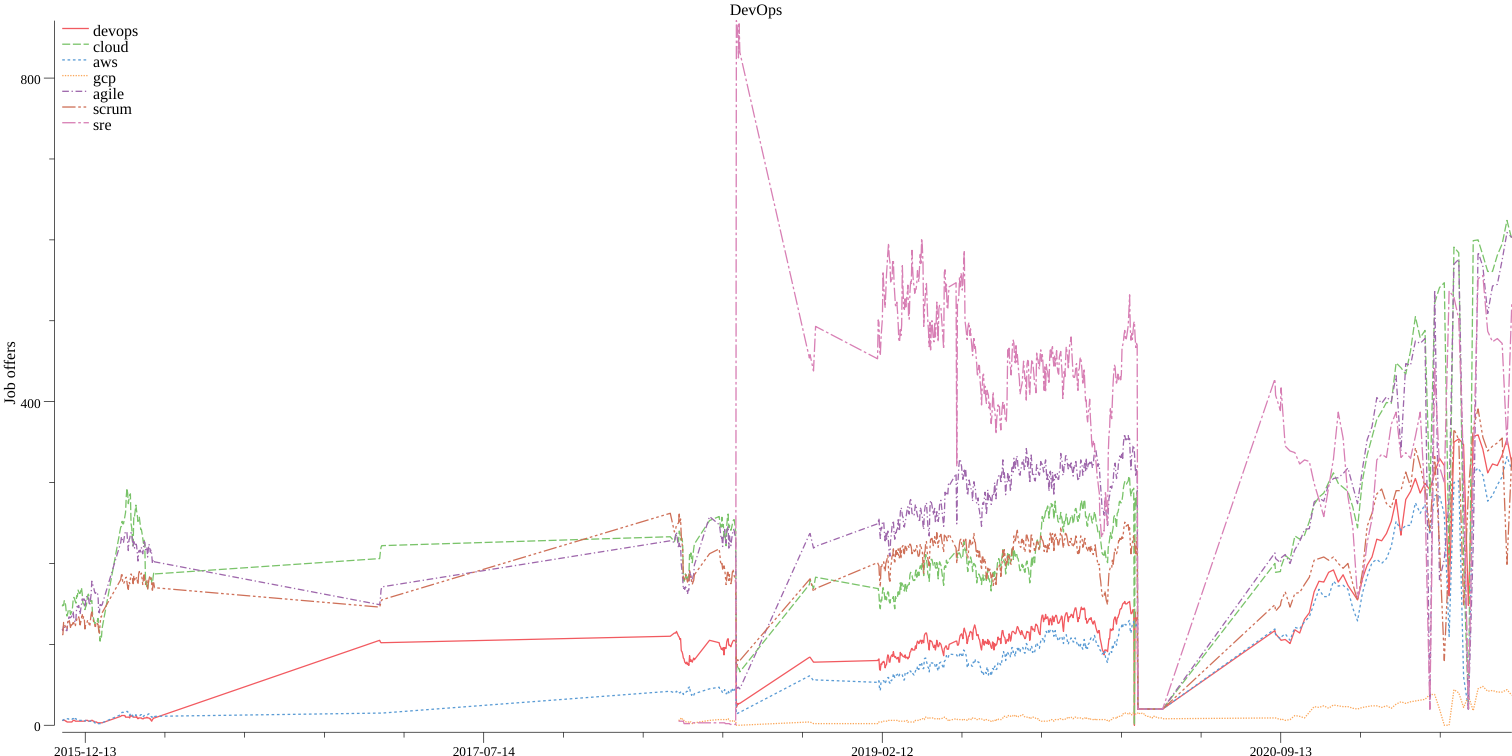 DevOps
devops
cloud
aws
gcp
agile
scrum
sre
800
400
0
Job offers
2015-12-13
2017-07-14
2019-02-12
2020-09-13